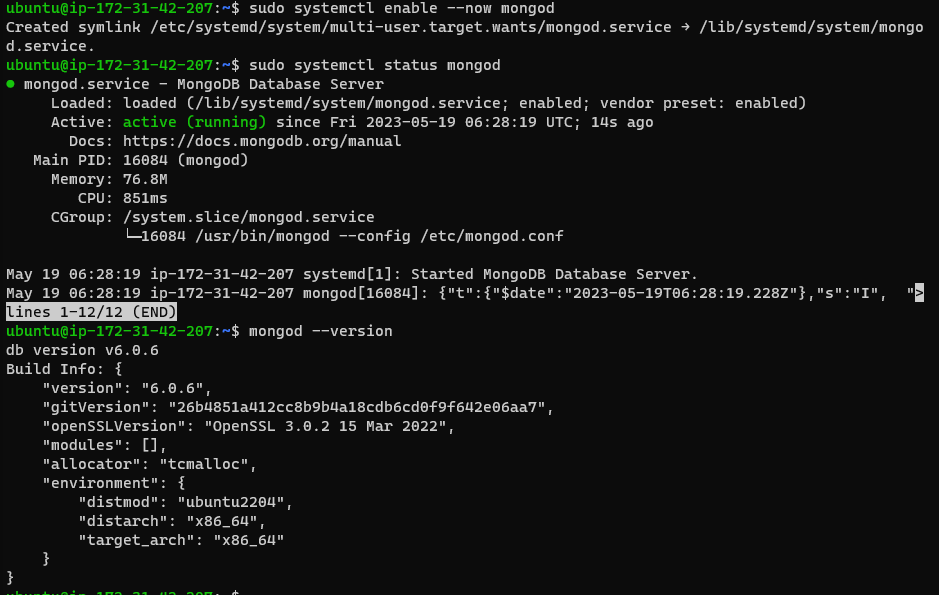 ubuntu@ip-172-31-42-207:~$ sudo systemctl enable --now mongod
Created symlink /etc/systemd/system/multi-user.target.wants/mongod.service → /lib/systemd/system/mongo
d.service.
ubuntu@ip-172-31-42-207:~$ sudo systemctl status mongod
● mongod.service - MongoDB Database Server
     Loaded: loaded (/lib/systemd/system/mongod.service; enabled; vendor preset: enabled)
     Active: active (running) since Fri 2023-05-19 06:28:19 UTC; 14s ago
       Docs: https://docs.mongodb.org/manual
   Main PID: 16084 (mongod)
     Memory: 76.8M
        CPU: 851ms
     CGroup: /system.slice/mongod.service
             └─16084 /usr/bin/mongod --config /etc/mongod.conf
May 19 06:28:19 ip-172-31-42-207 systemd[1]: Started MongoDB Database Server.
May 19 06:28:19 ip-172-31-42-207 mongod[16084]: {"t":{"$date":"2023-05-19T06:28:19.228Z"},"s":"I",  ">
lines 1-12/12 (END)
ubuntu@ip-172-31-42-207:~$ mongod --version
db version v6.0.6
Build Info: {
    "version": "6.0.6",
    "gitVersion": "26b4851a412cc8b9b4a18cdb6cd0f9f642e06aa7",
    "openSSLVersion": "OpenSSL 3.0.2 15 Mar 2022",
    "modules": [],
    "allocator": "tcmalloc",
    "environment": {
        "distmod": "ubuntu2204",
        "distarch": "x86_64",
        "target_arch": "x86_64"
    }
}
ubuntu@ip-172-31-42-207:~$